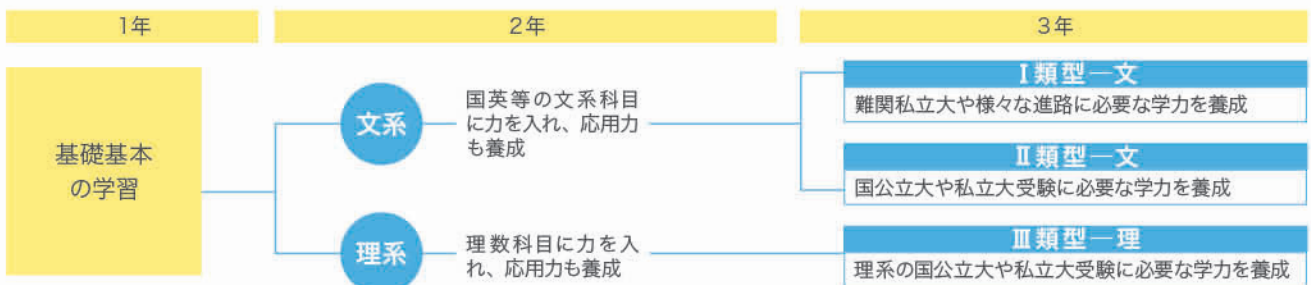 1年
2年
3年
基礎基本
の学習
文系
国英等の文系科目
に力を入れ、応用力
も養成
理系
理数科目に力を入
れ、応用力も養成
Ⅰ類型―文
難関私立大や様々な進路に必要な学力を養成
Ⅱ類型―文
国公立大や私立大受験に必要な学力を養成
Ⅲ類型―理
理系の国公立大や私立大受験に必要な学力を養成